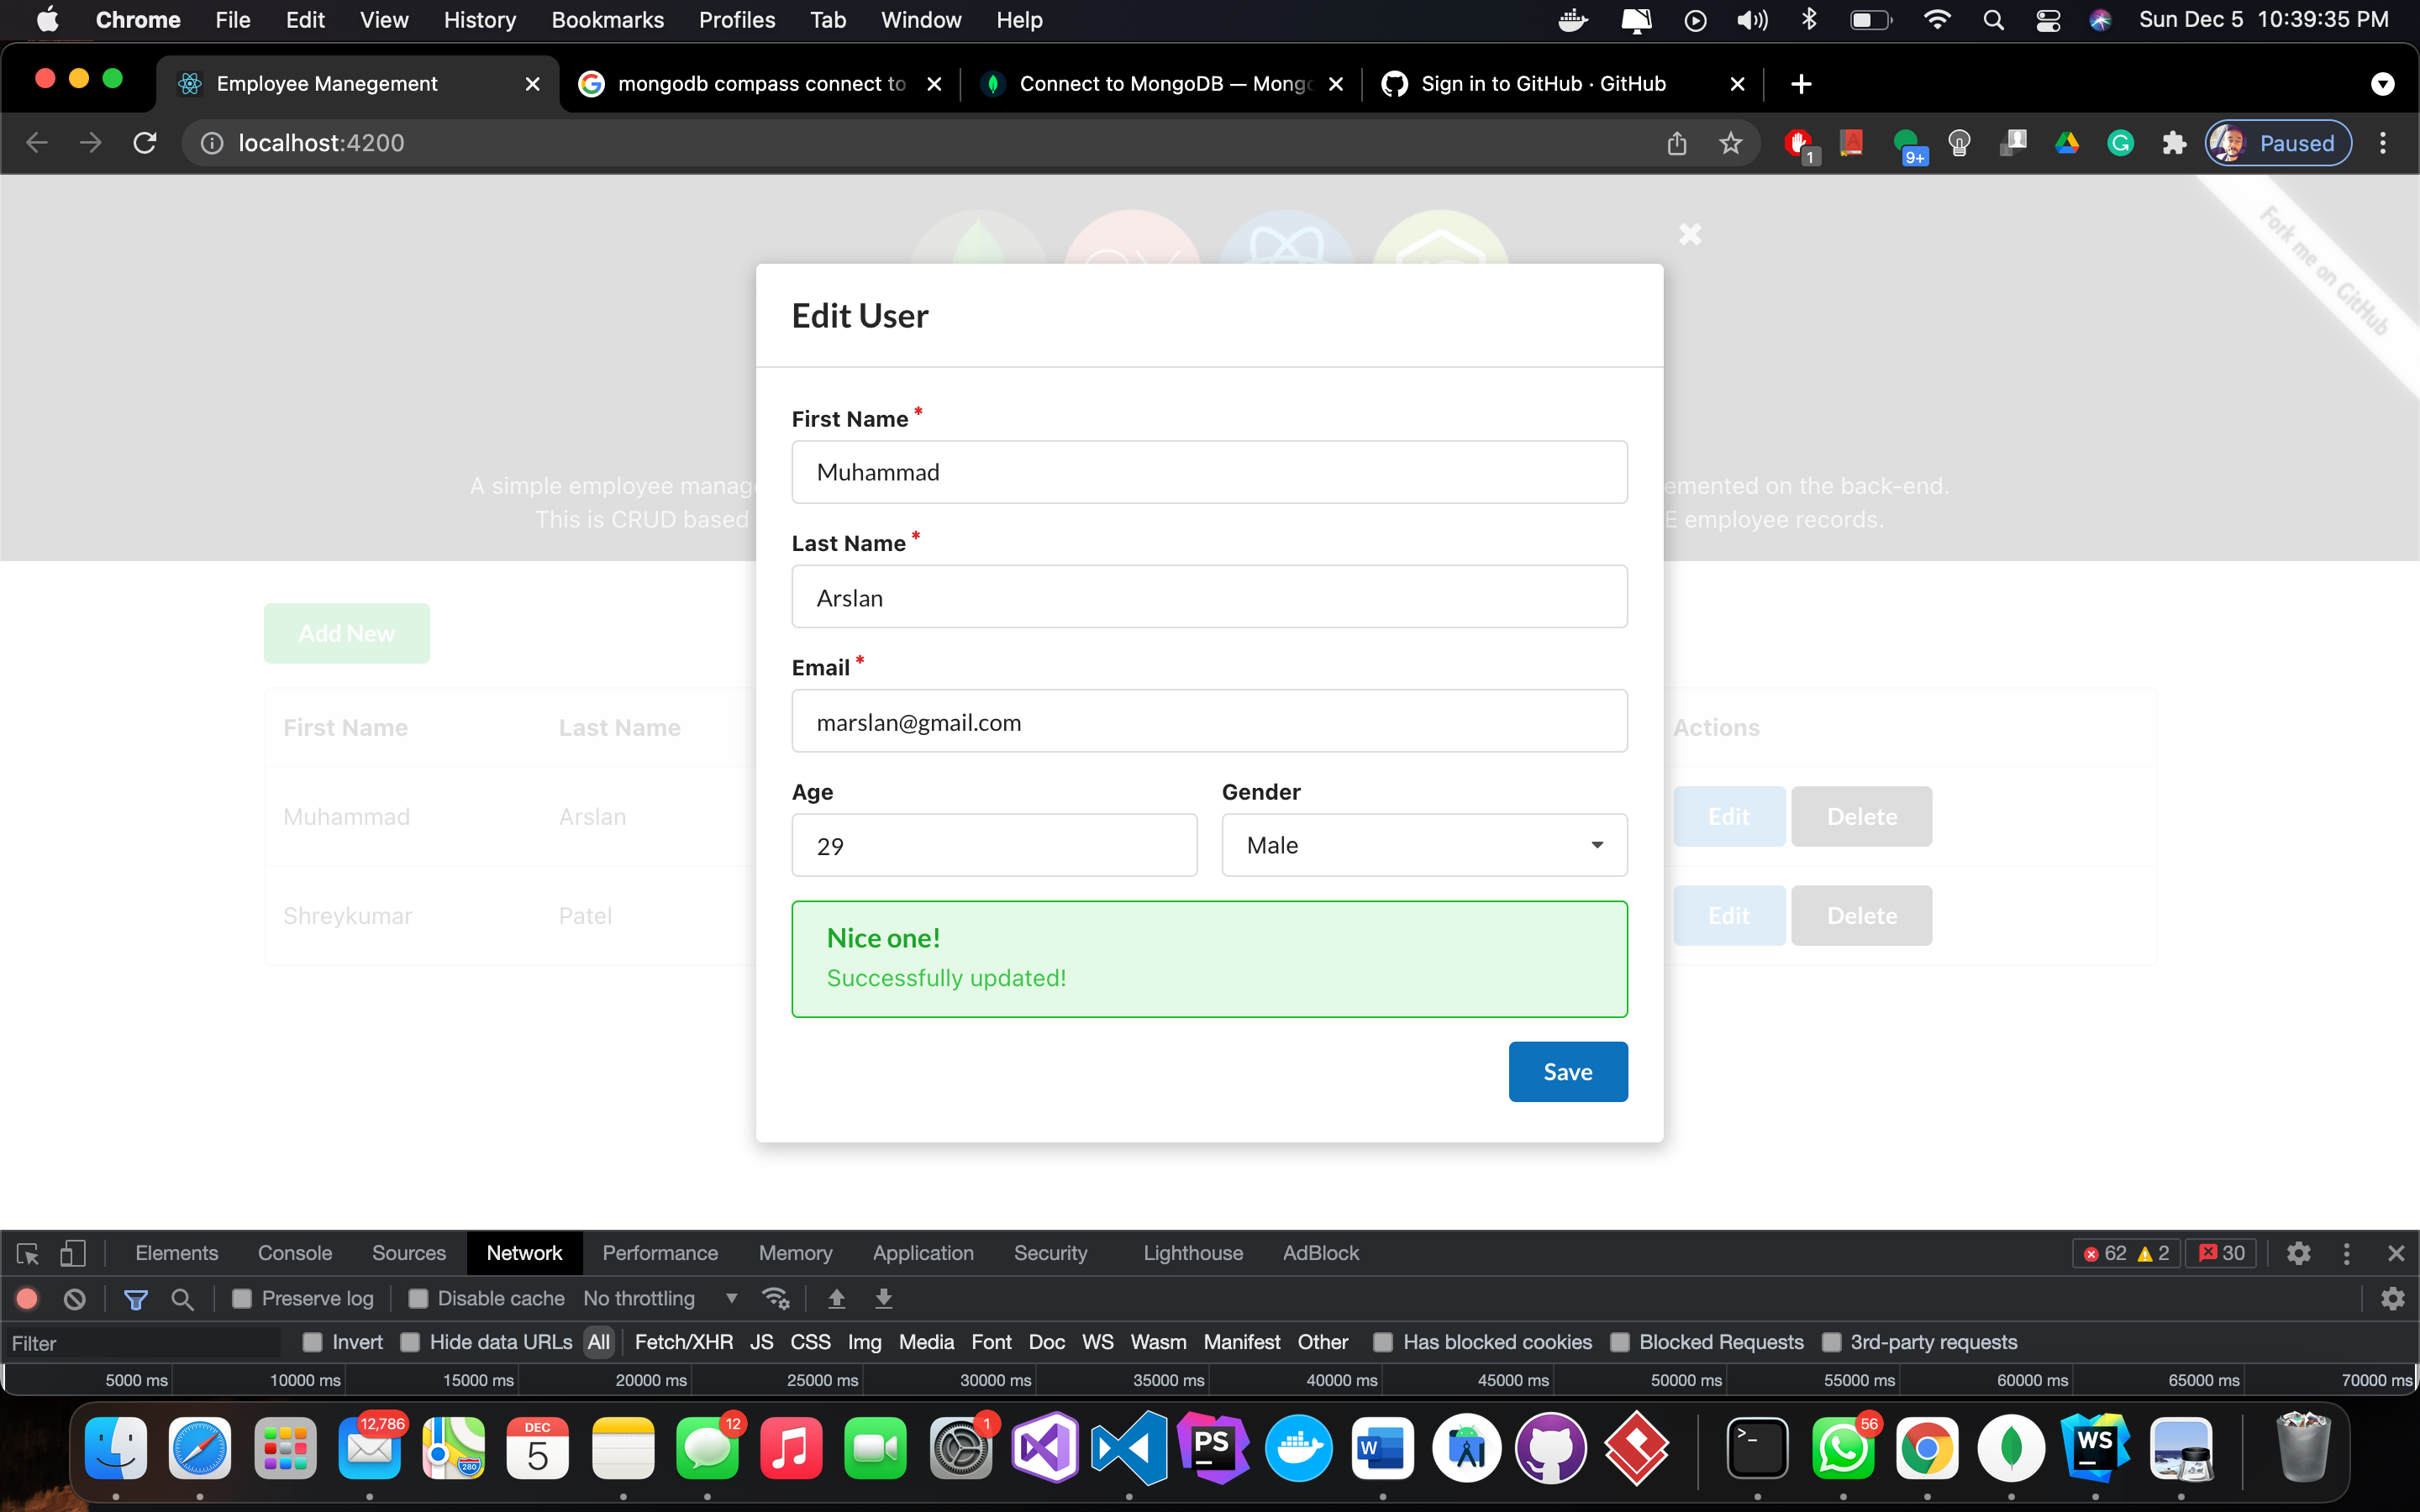 Chrome File Edit View History Bookmarks Profiles Tab Window Help Sun Dec 5 10:39:35 PM
Employee Manegement mongodb compass connect to Connect to MongoDB — Mong Sign in to GitHub · GitHub
localhost:4200 1 9+ Paused
Fork me on GitHub
Edit User
First Name *
Muhammad
A simple employee manag emented on the back-end.
This is CRUD based E employee records.
Last Name *
Arslan
Add New
Email *
marslan@gmail.com
First Name Last Name Actions
Age Gender
Muhammad Arslan Edit Delete
29 Male
Shreykumar Patel Edit Delete
Nice one!
Successfully updated!
Save
Elements Console Sources Network Performance Memory Application Security Lighthouse AdBlock 62 2 30
Preserve log Disable cache No throttling
Filter Invert Hide data URLs All Fetch/XHR JS CSS Img Media Font Doc WS Wasm Manifest Other Has blocked cookies Blocked Requests 3rd-party requests
5000 ms 10000 ms 15000 ms 20000 ms 25000 ms 30000 ms 35000 ms 40000 ms 45000 ms 50000 ms 55000 ms 60000 ms 65000 ms 70000 ms
12,786 280 DEC 5 12 1 PS W >_ 56 WS